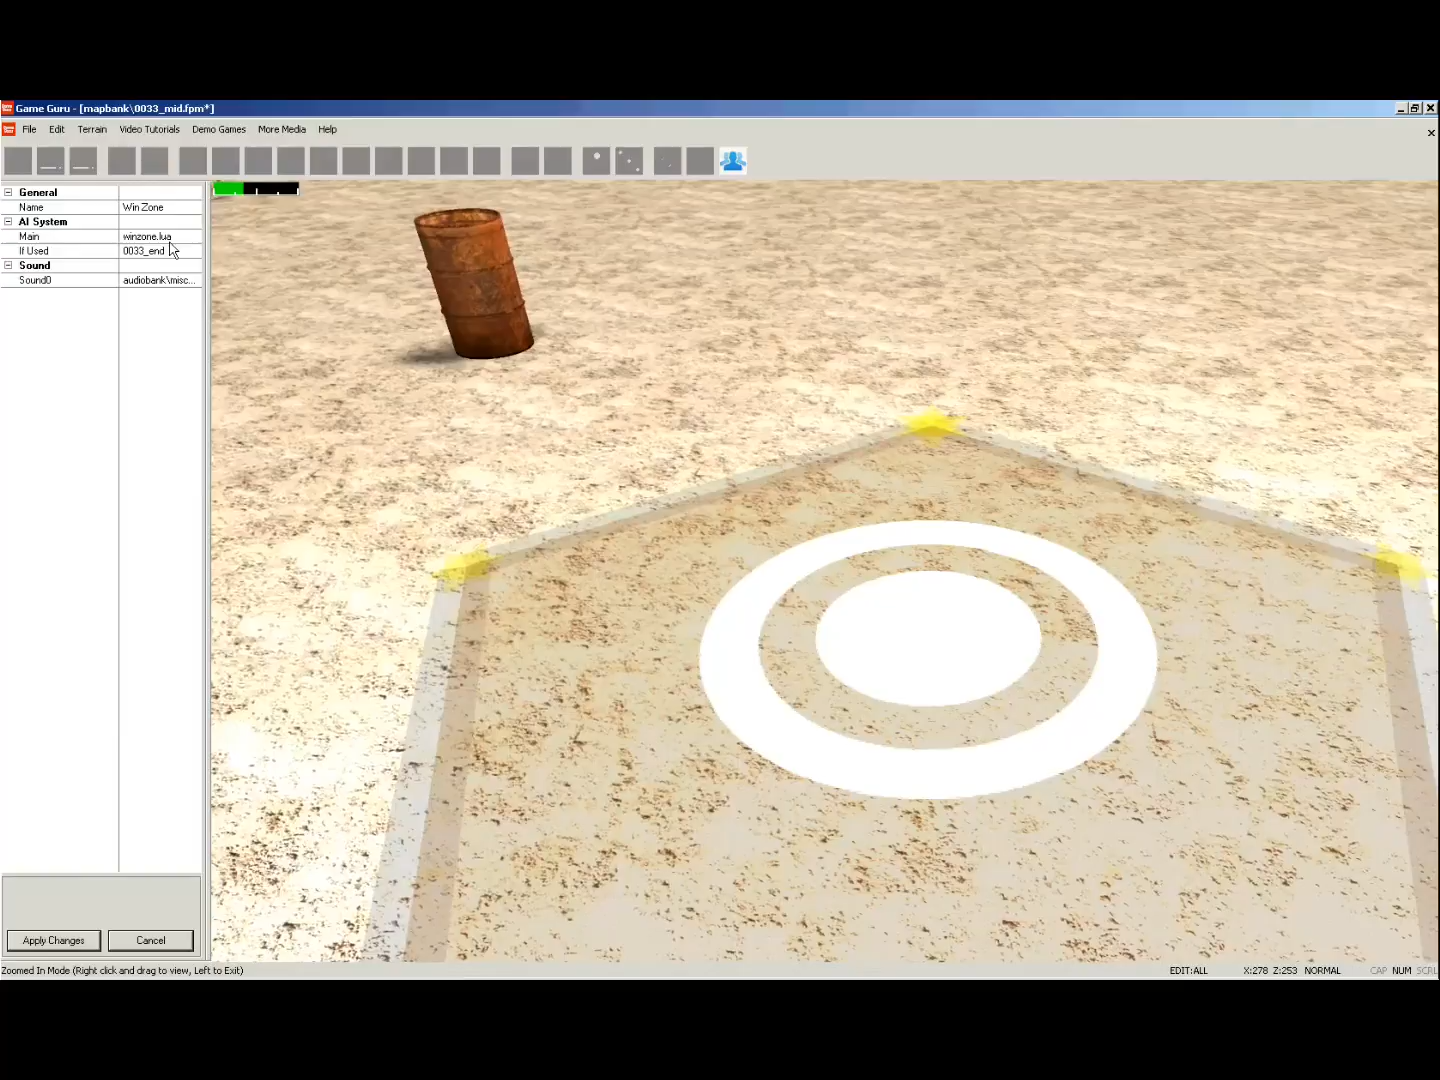 Game Guru - [mapbank\0033_mid.fpm*]
File Edit Terrain Video Tutorials Demo Games More Media Help
General
Name Win Zone
AI System
Main winzone.lua
If Used 0033_end
Sound
Sound0 audiobank\misc...
Apply Changes Cancel
Zoomed In Mode (Right click and drag to view, Left to Exit) EDIT:ALL X:278 Z:253 NORMAL CAP NUM SCRL